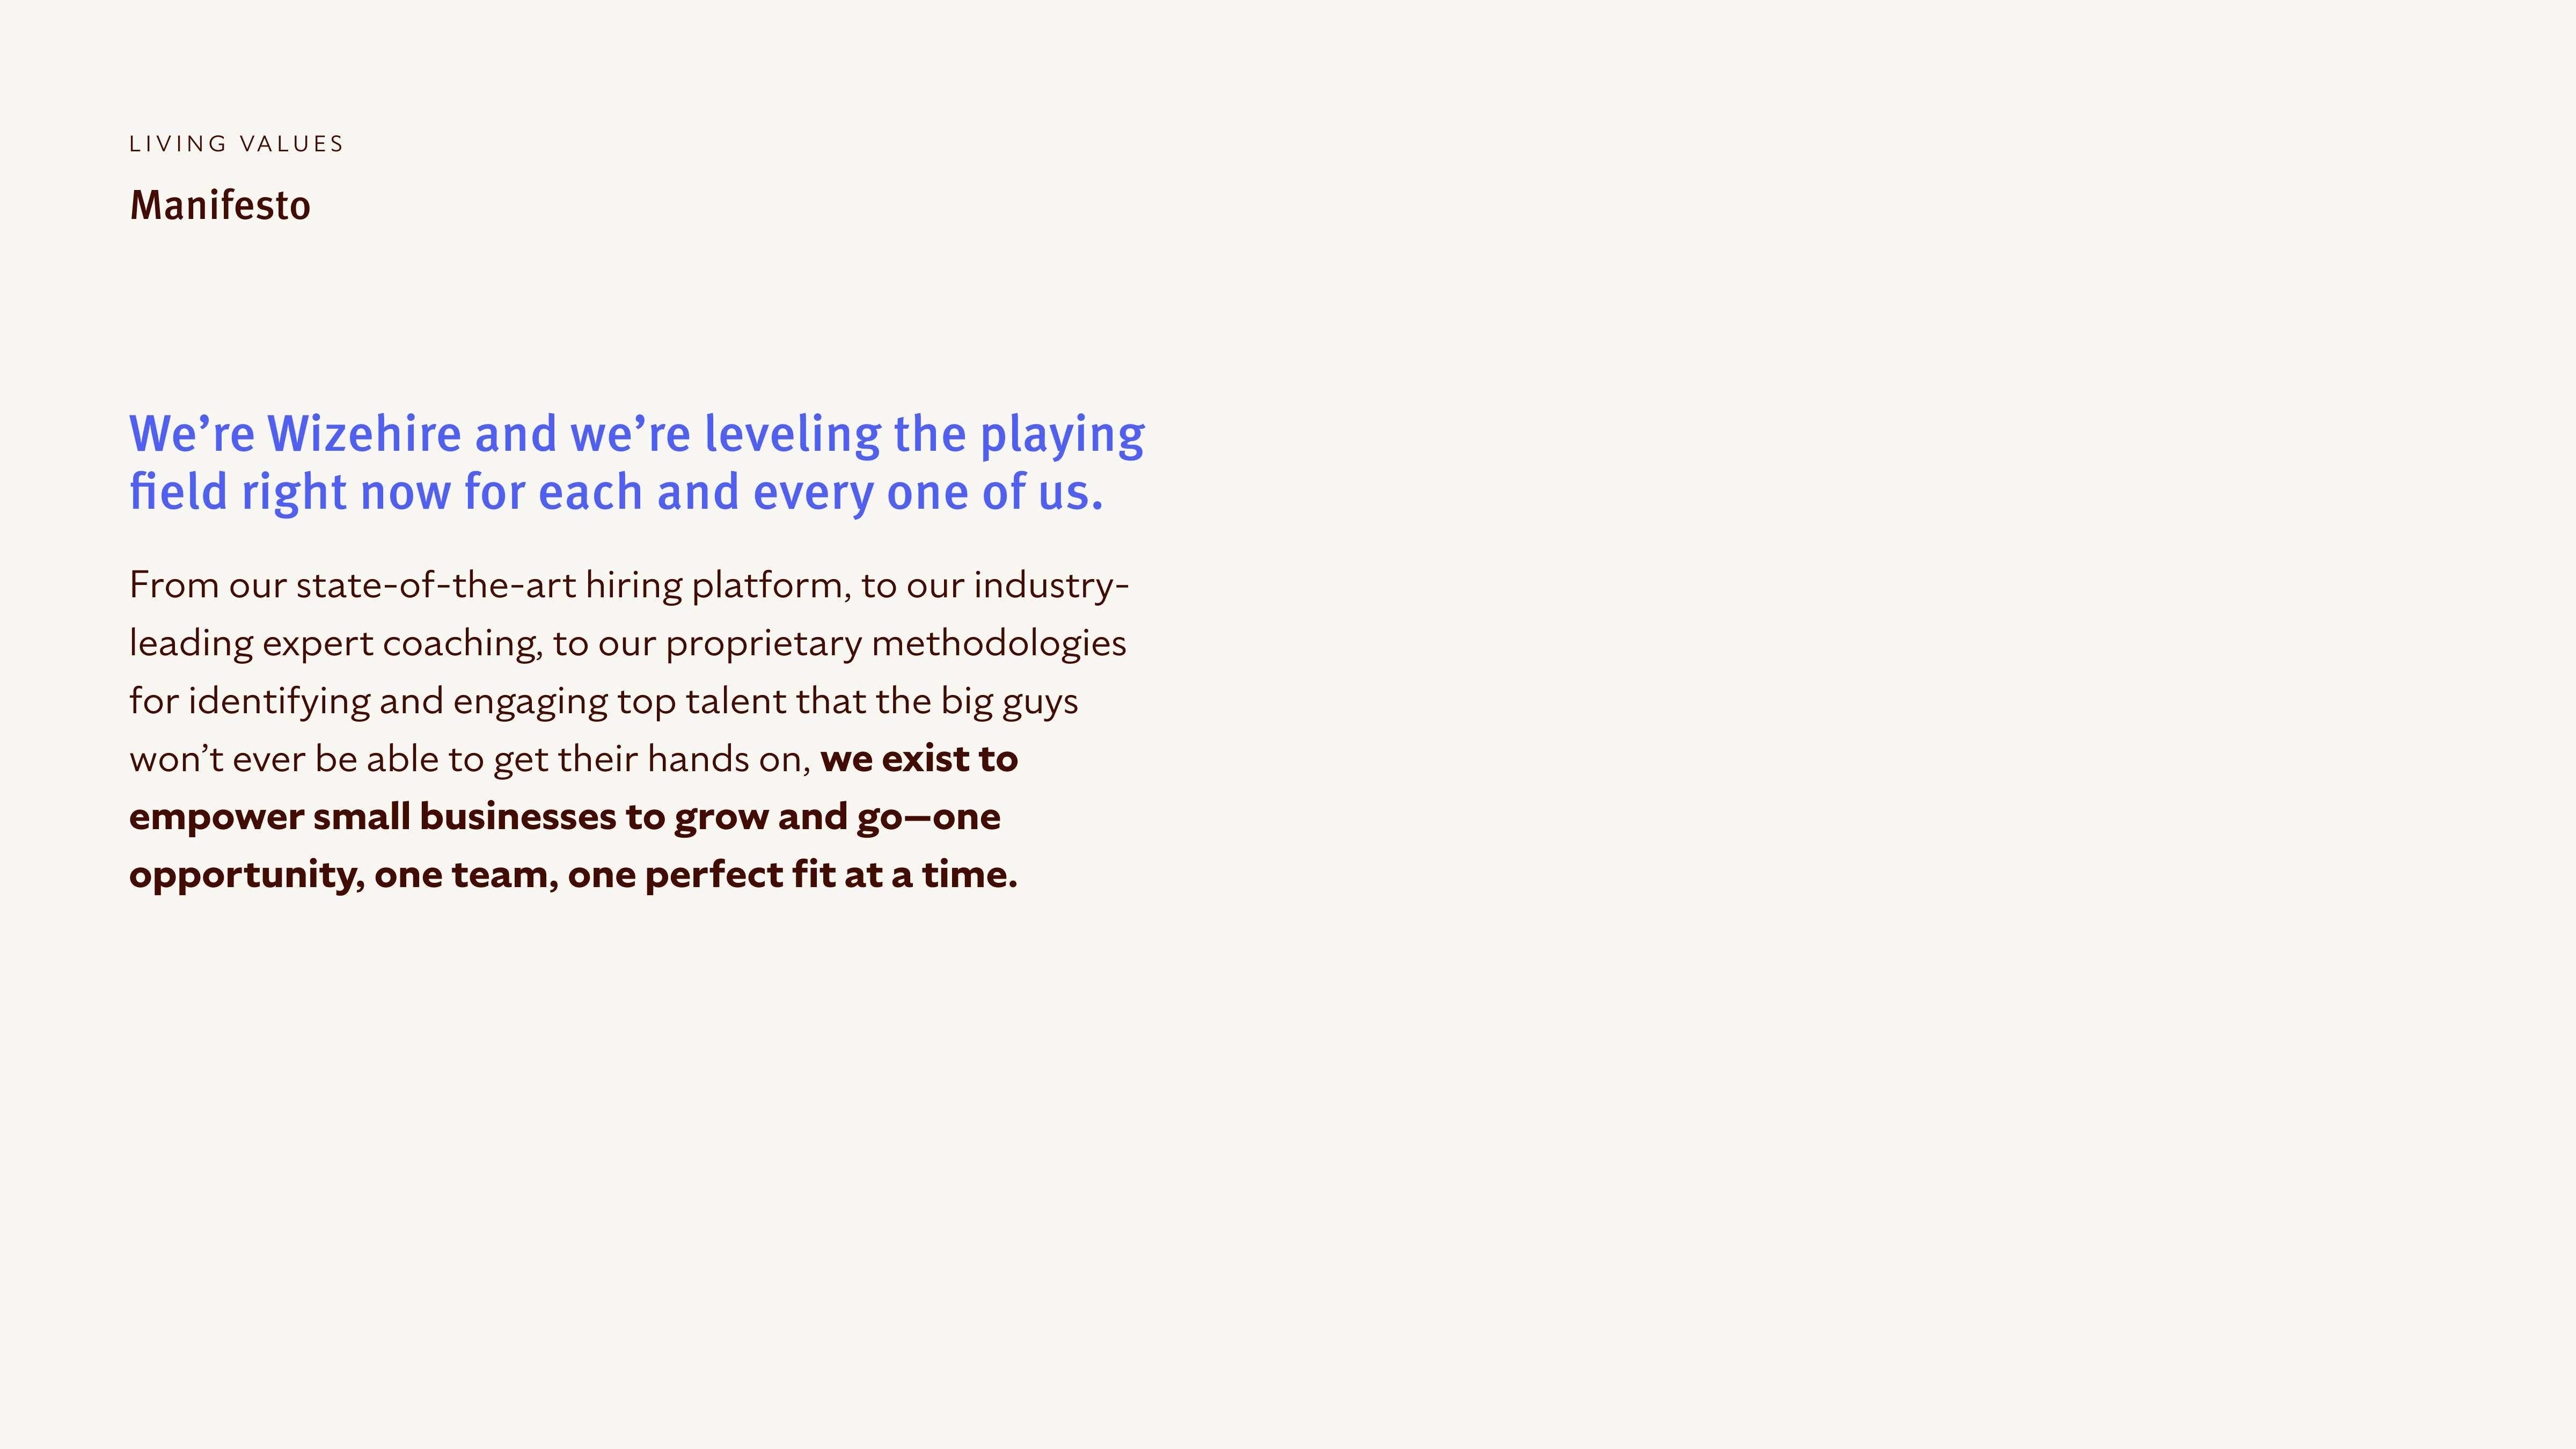 LIVING VALUES
Manifesto
We’re Wizehire and we’re leveling the playing
field right now for each and every one of us.
From our state-of-the-art hiring platform, to our industry-
leading expert coaching, to our proprietary methodologies
for identifying and engaging top talent that the big guys
won’t ever be able to get their hands on, we exist to
empower small businesses to grow and go—one
opportunity, one team, one perfect fit at a time.